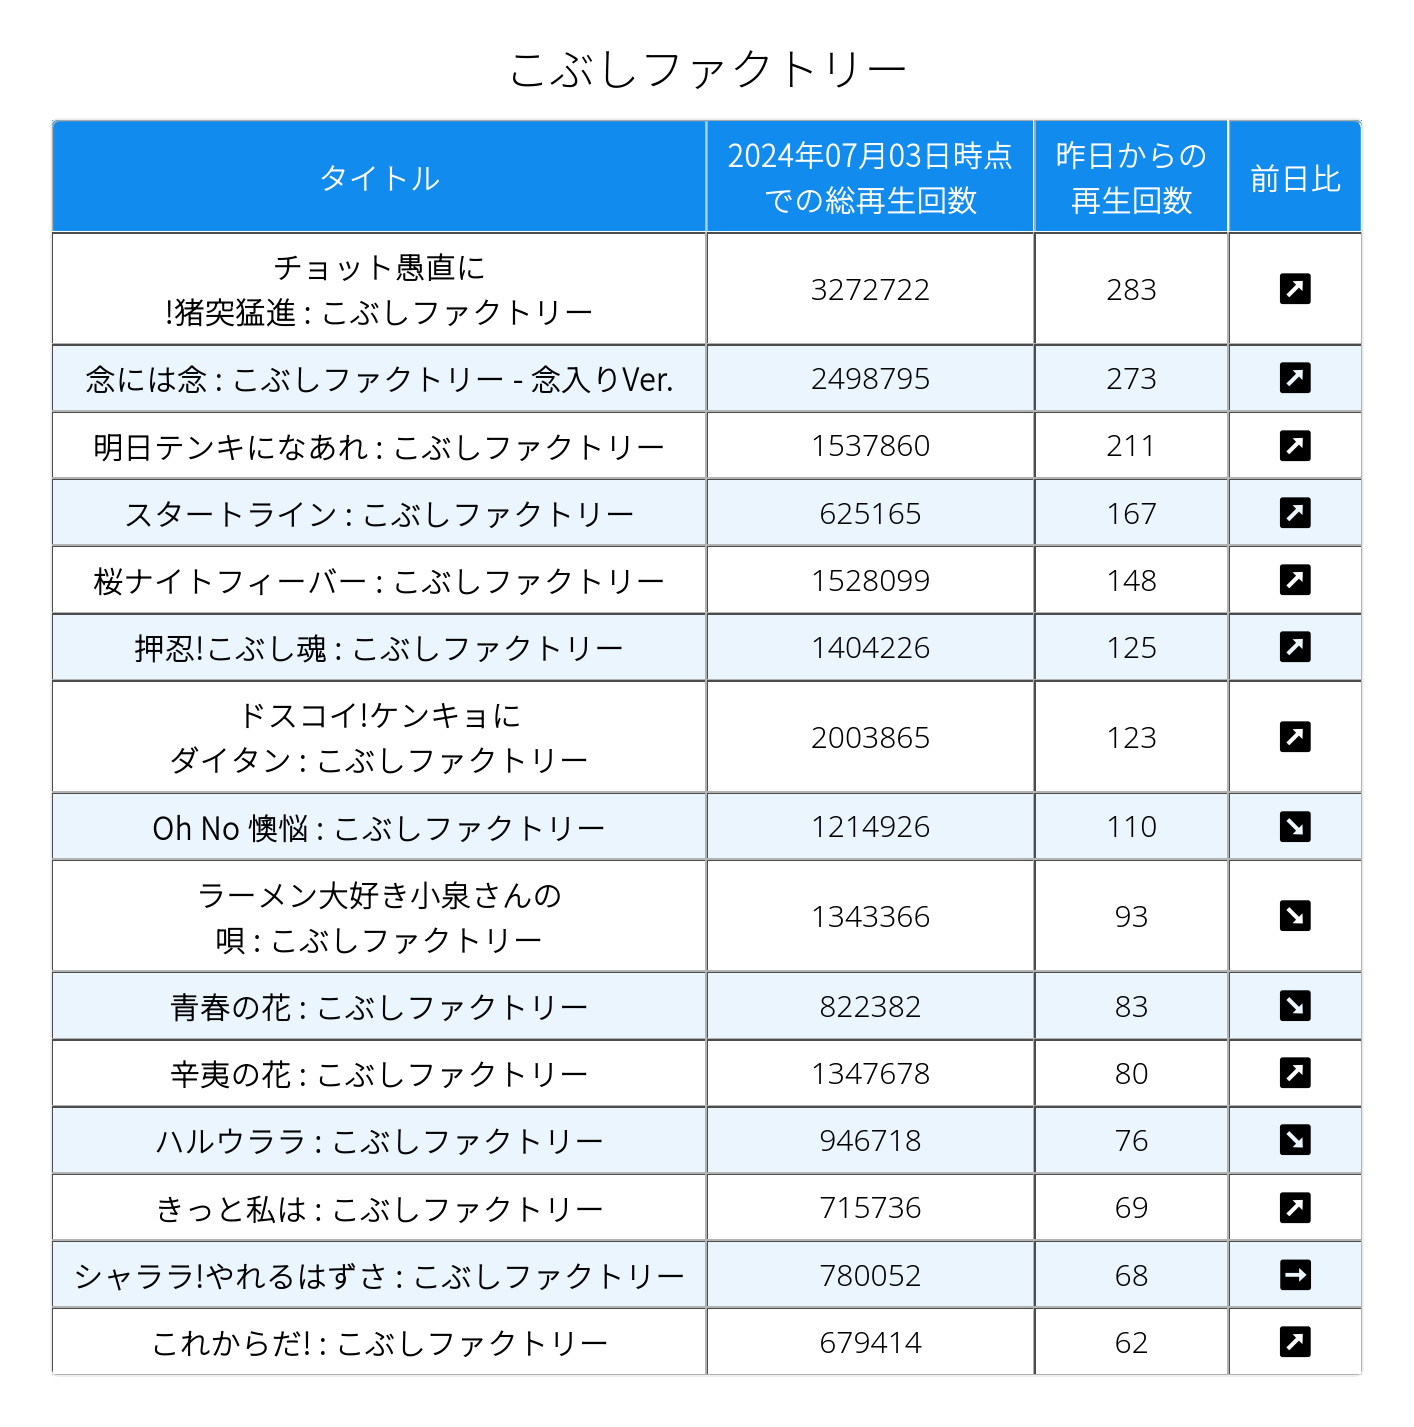 こぶしファクトリー
タイトル
2024年07月03日時点
での総再生回数
昨日からの
再生回数
前日比
チョット愚直に
!猪突猛進 : こぶしファクトリー
3272722
283
念には念 : こぶしファクトリー - 念入りVer.
2498795
273
明日テンキになあれ : こぶしファクトリー
1537860
211
スタートライン : こぶしファクトリー
625165
167
桜ナイトフィーバー : こぶしファクトリー
1528099
148
押忍!こぶし魂 : こぶしファクトリー
1404226
125
ドスコイ!ケンキョに
ダイタン : こぶしファクトリー
2003865
123
Oh No 懊悩 : こぶしファクトリー
1214926
110
ラーメン大好き小泉さんの
唄 : こぶしファクトリー
1343366
93
青春の花 : こぶしファクトリー
822382
83
辛夷の花 : こぶしファクトリー
1347678
80
ハルウララ : こぶしファクトリー
946718
76
きっと私は : こぶしファクトリー
715736
69
シャララ!やれるはずさ : こぶしファクトリー
780052
68
これからだ! : こぶしファクトリー
679414
62